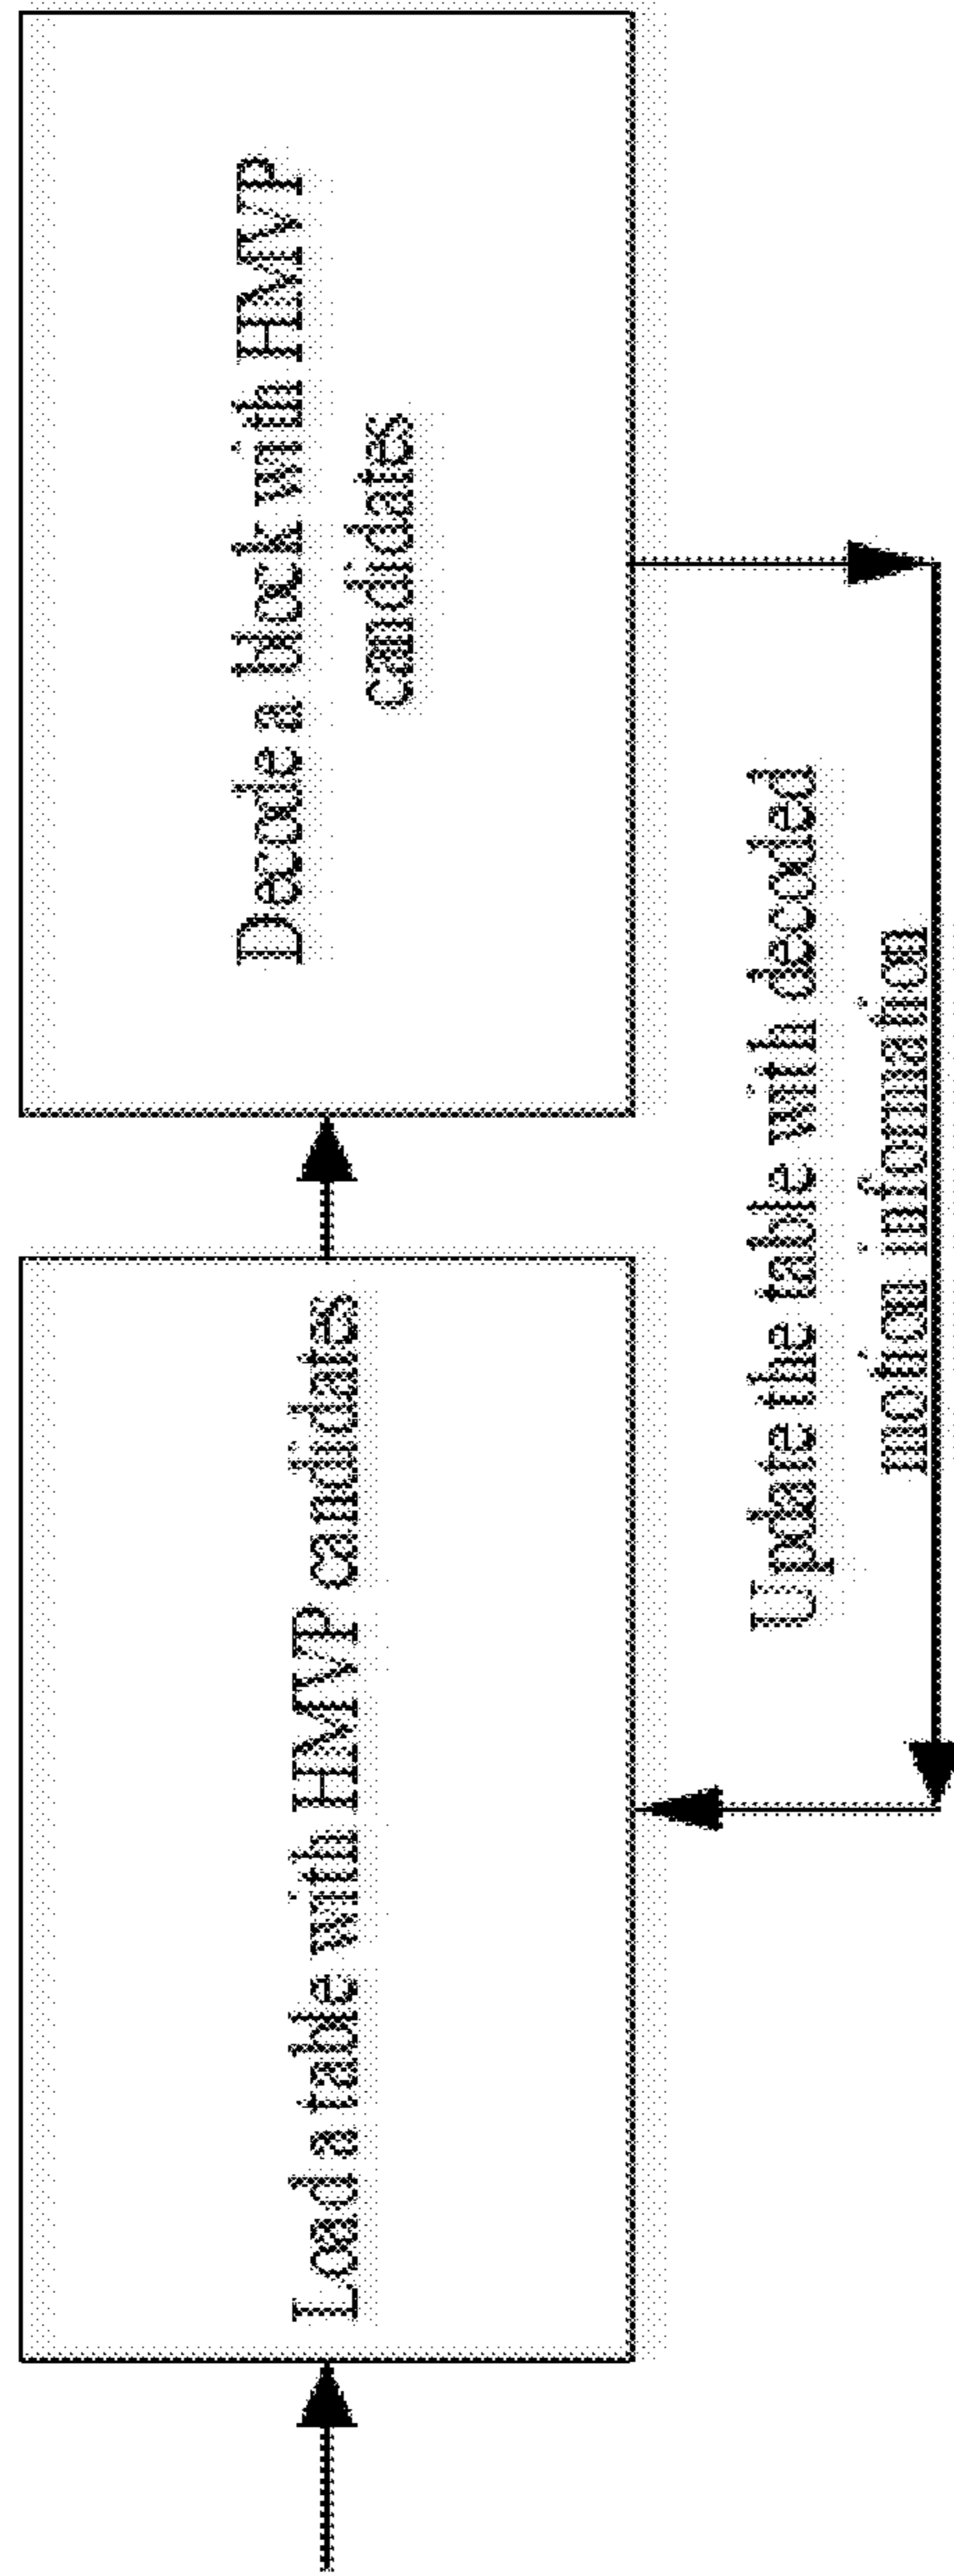 Load a table with HMVP candidates
Decode a block with HMVP
candidates
Update the table with decoded
motion information